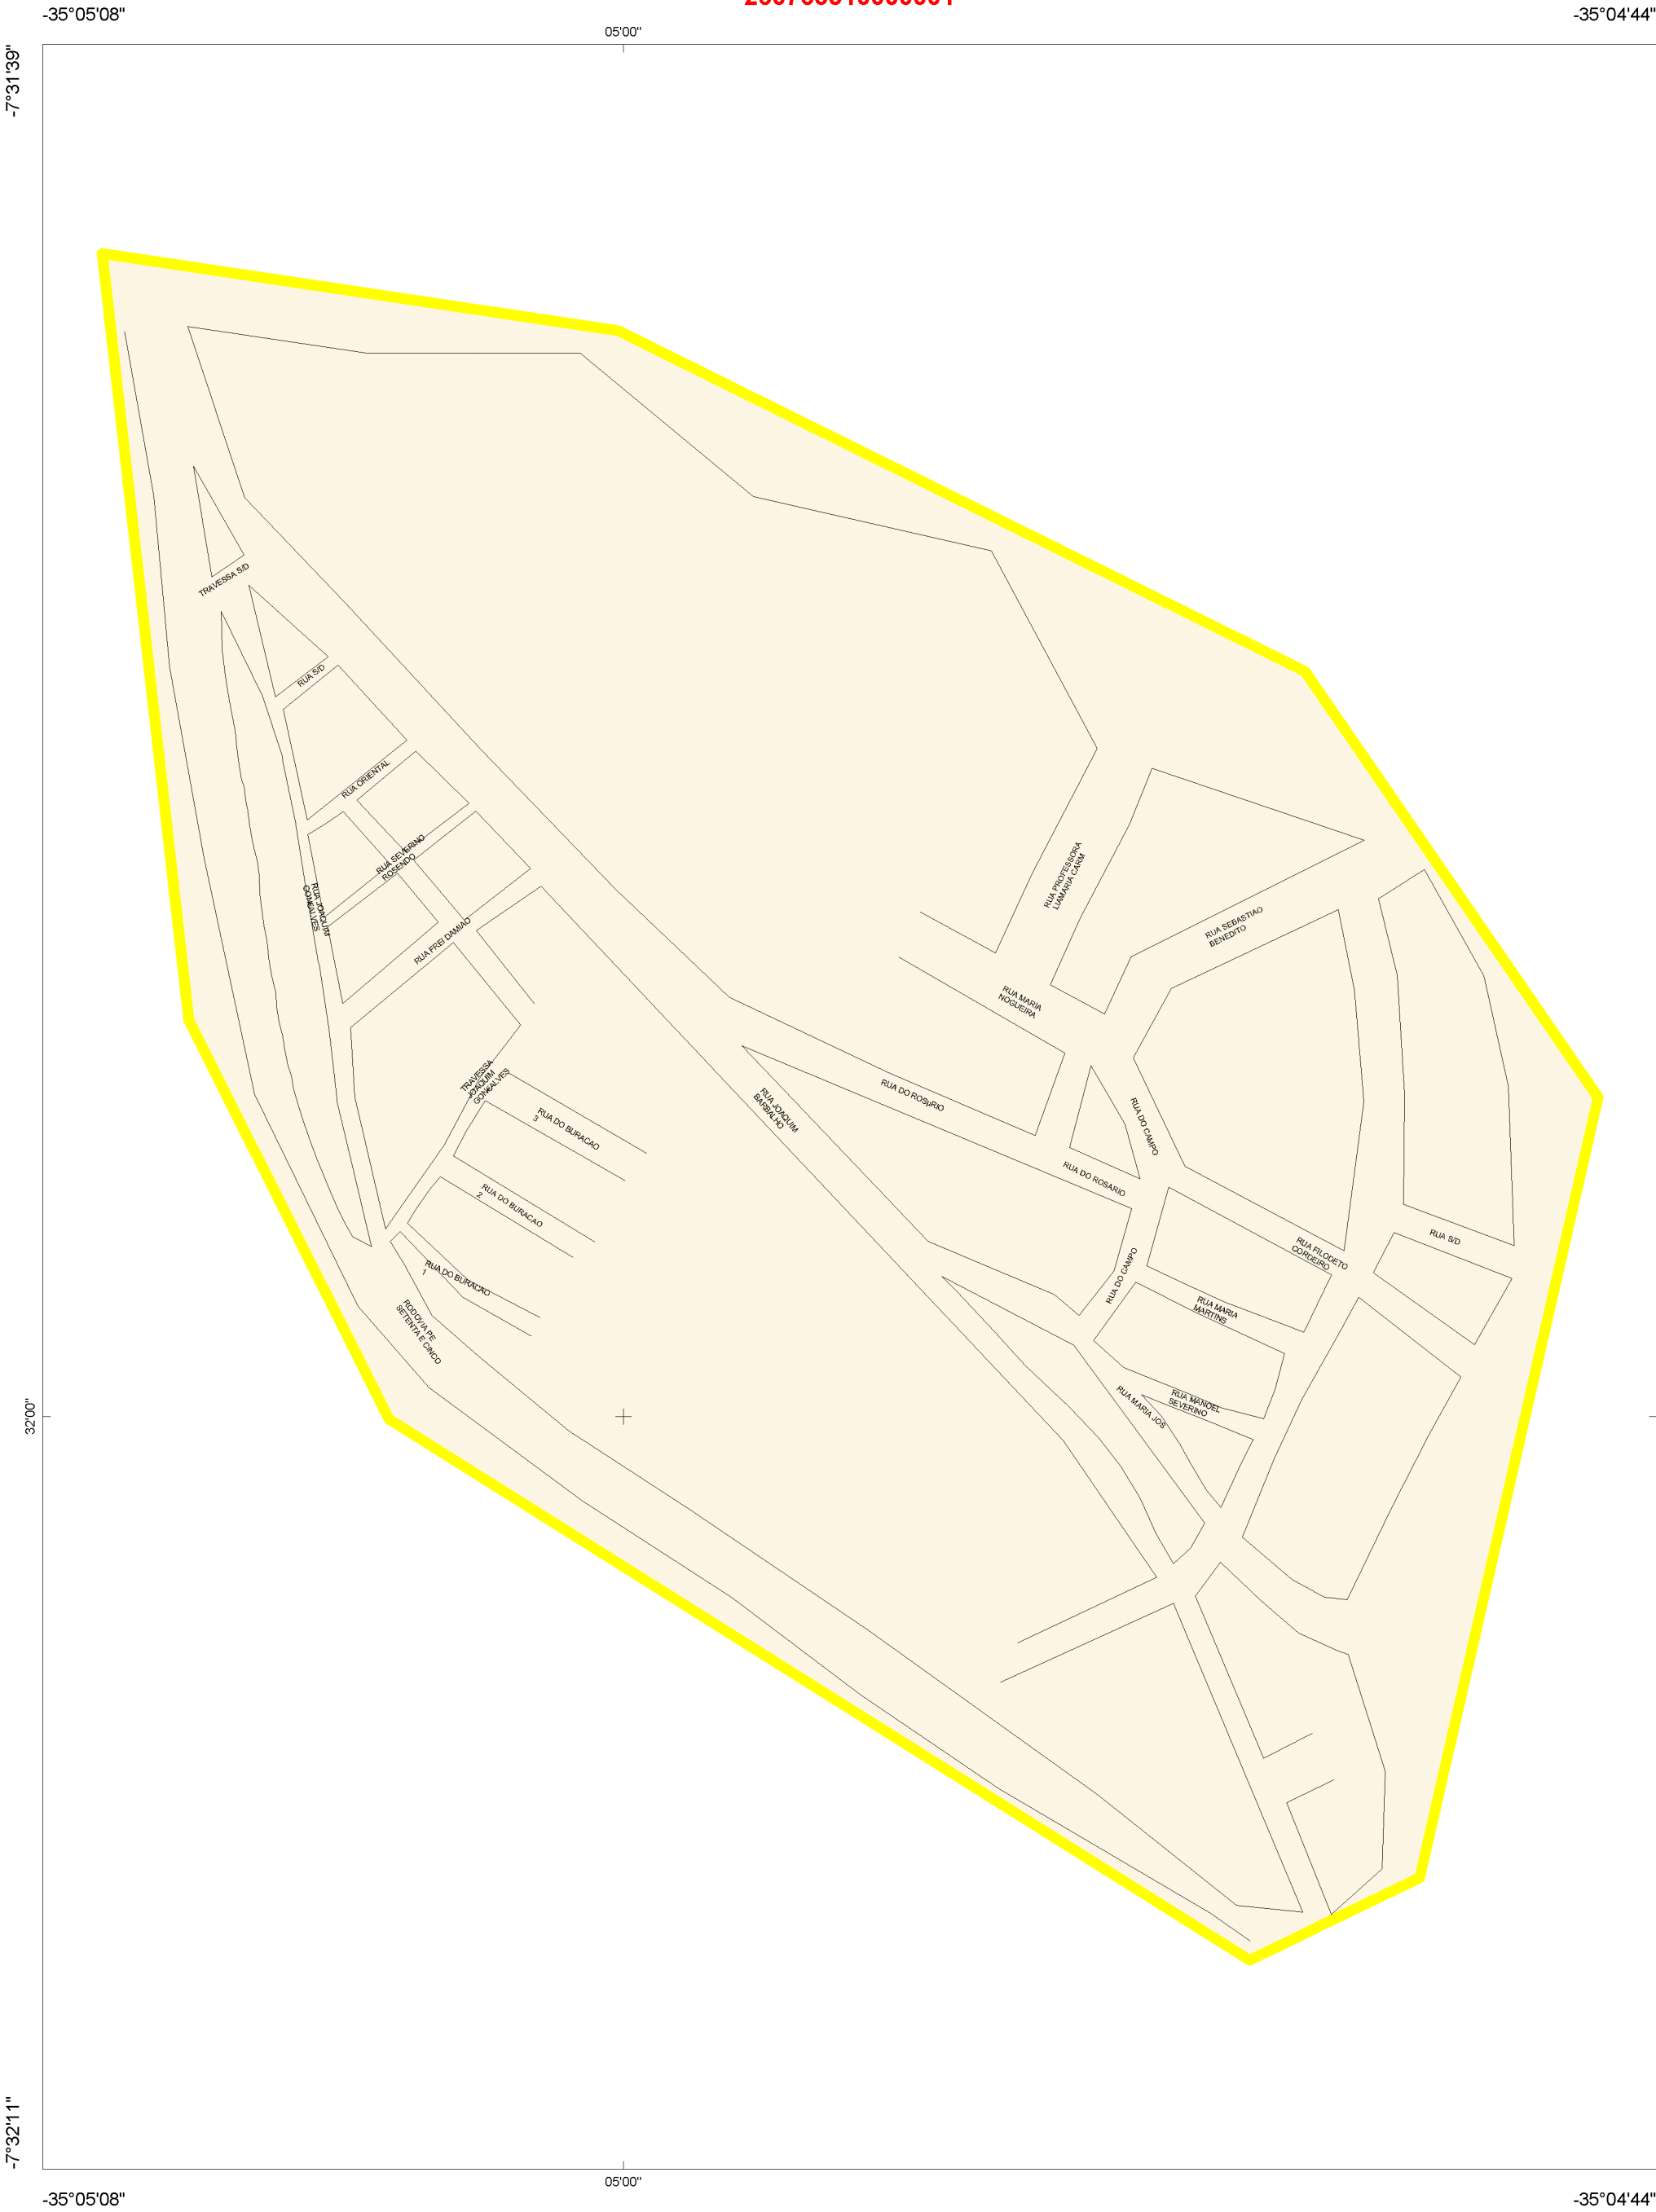 -35°05'08"
-35°04'44"
05'00"
-7°31'39"
TRAVESSA S/D
RUA S/D
RUA ORIENTAL
RUA SEVERINO
ROSENDO
RUA JOAQUIM
GONEALVES
RUA FREI DAMIAO
RUA PROFESSORA
LIAMARIA CARM
RUA SEBASTIAO
BENEDITO
RUA MARIA
NOGUEIRA
TRAVESSA
JOAQUIM
GONEALVES
RUA DO BURACAO
3
RUA JOAQUIM
BARBALHO
RUA DO ROSµRIO
RUA DO CAMPO
RUA DO ROSARIO
RUA DO BURACAO
2
RUA DO BURACAO
1
RODOVIA PE
SETENTA E CINCO
RUA DO CAMPO
RUA FILODETO
CORDEIRO
RUA S/D
RUA MARIA
MARTINS
RUA MARIA JOS
RUA MANOEL
SEVERINO
32'00"
-7°32'11"
05'00"
-35°05'08"
-35°04'44"